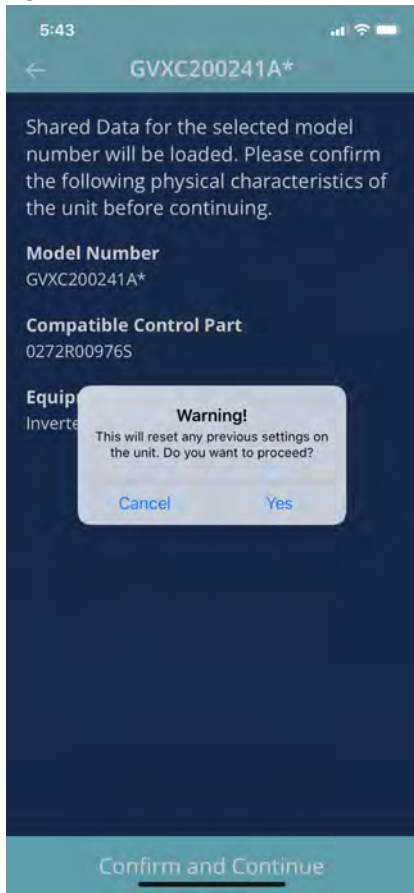 5:43
GVXC200241A*
Shared Data for the selected model
number will be loaded. Please confirm
the following physical characteristics of
the unit before continuing.
Model Number
GVXC200241A*
Compatible Control Part
0272R00976S
Equip
Inverte
Warning!
This will reset any previous settings on
the unit. Do you want to proceed?
Cancel Yes
Confirm and Continue